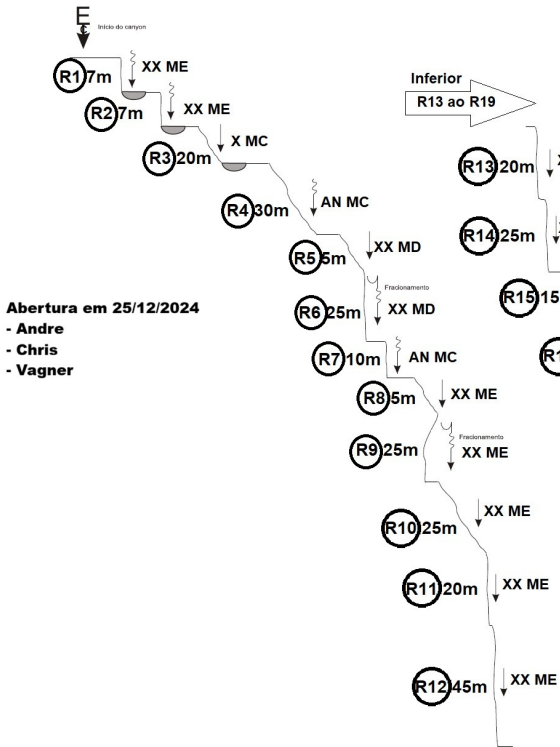 E
Início do canyon
R1 7m
XX ME
R2 7m
XX ME
R3 20m
X MC
R4 30m
AN MC
R5 5m
XX MD
Fracionamento
R6 25m
XX MD
R7 10m
AN MC
R8 5m
XX ME
Fracionamento
R9 25m
XX ME
R10 25m
XX ME
R11 20m
XX ME
R12 45m
XX ME
Abertura em 25/12/2024
- Andre
- Chris
- Vagner
Inferior
R13 ao R19
R13 20m
R14 25m
R15 15